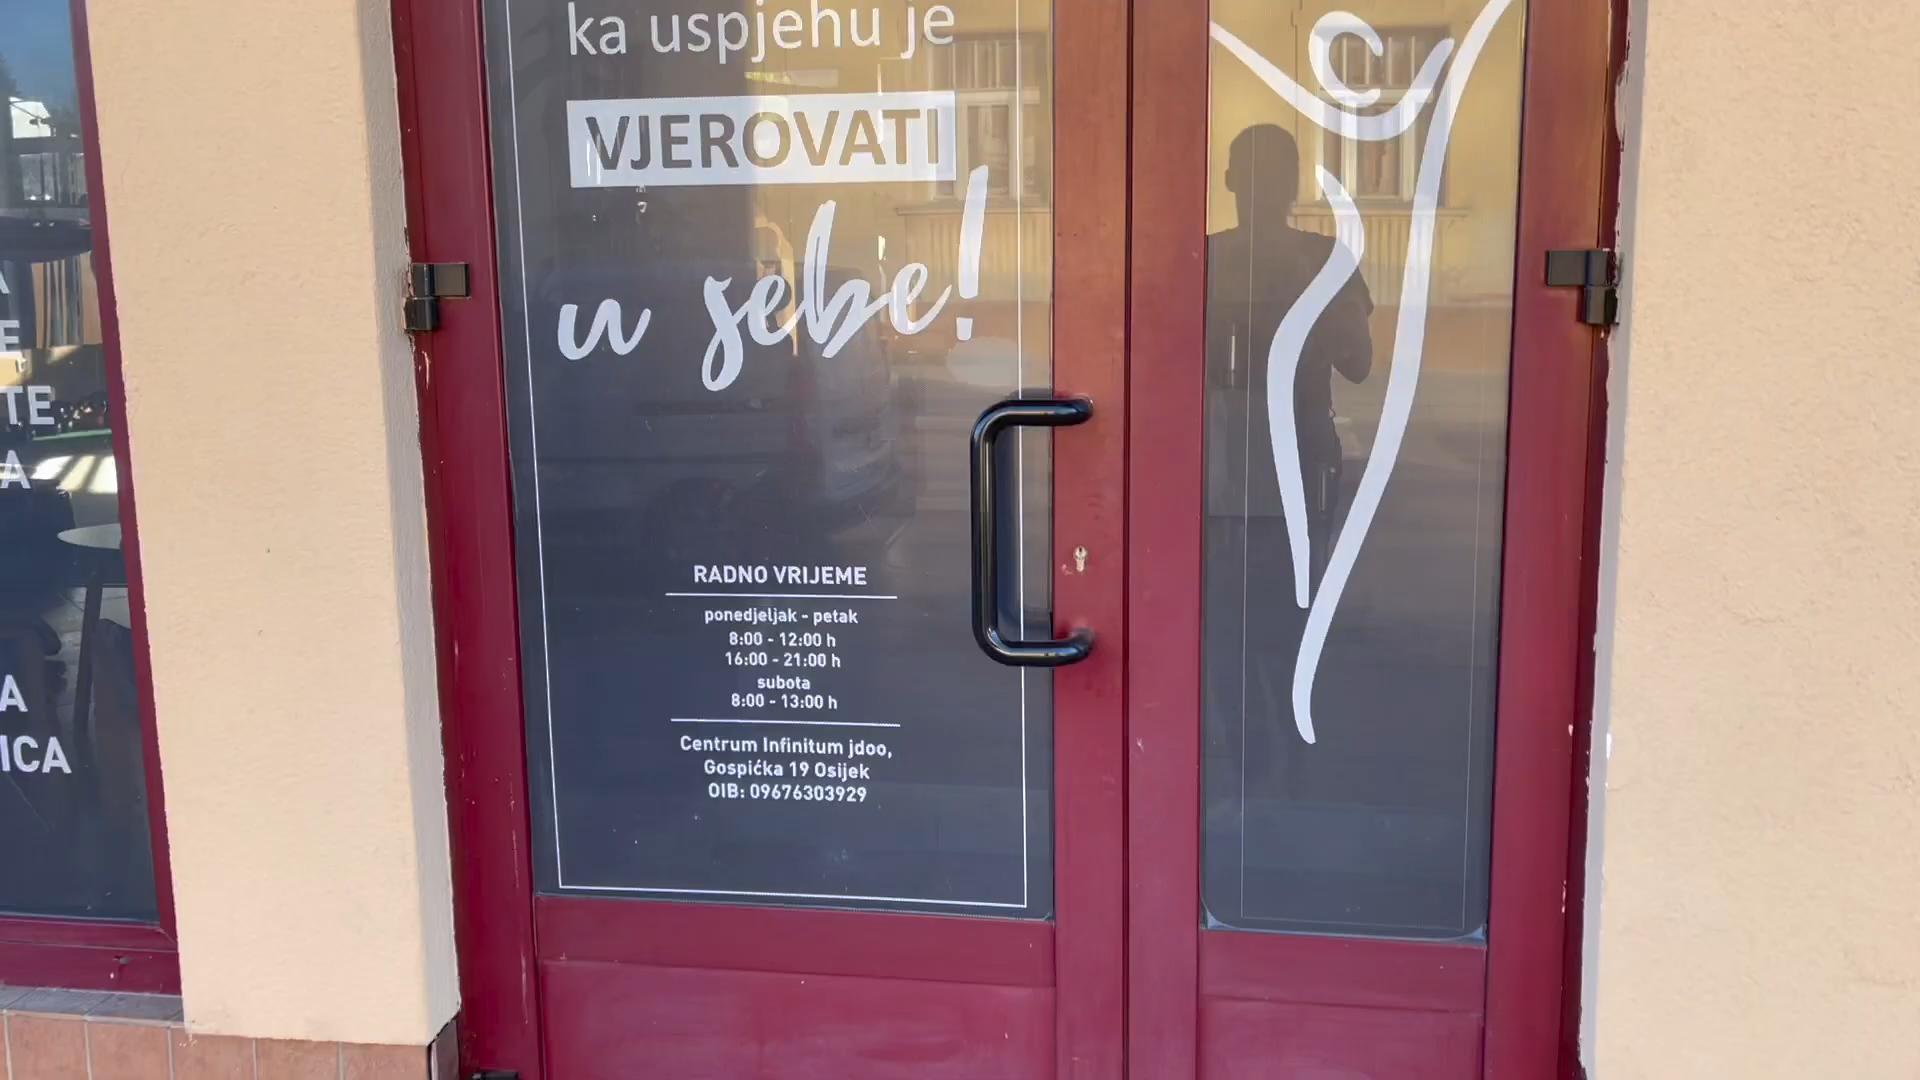 ka uspjehu je
VJEROVATI
u sebe!
RADNO VRIJEME
ponedjeljak - petak
8:00 - 12:00 h
16:00 - 21:00 h
subota
8:00 - 13:00 h
Centrum Infinitum jdoo,
Gospićka 19 Osijek
OIB: 09676303929